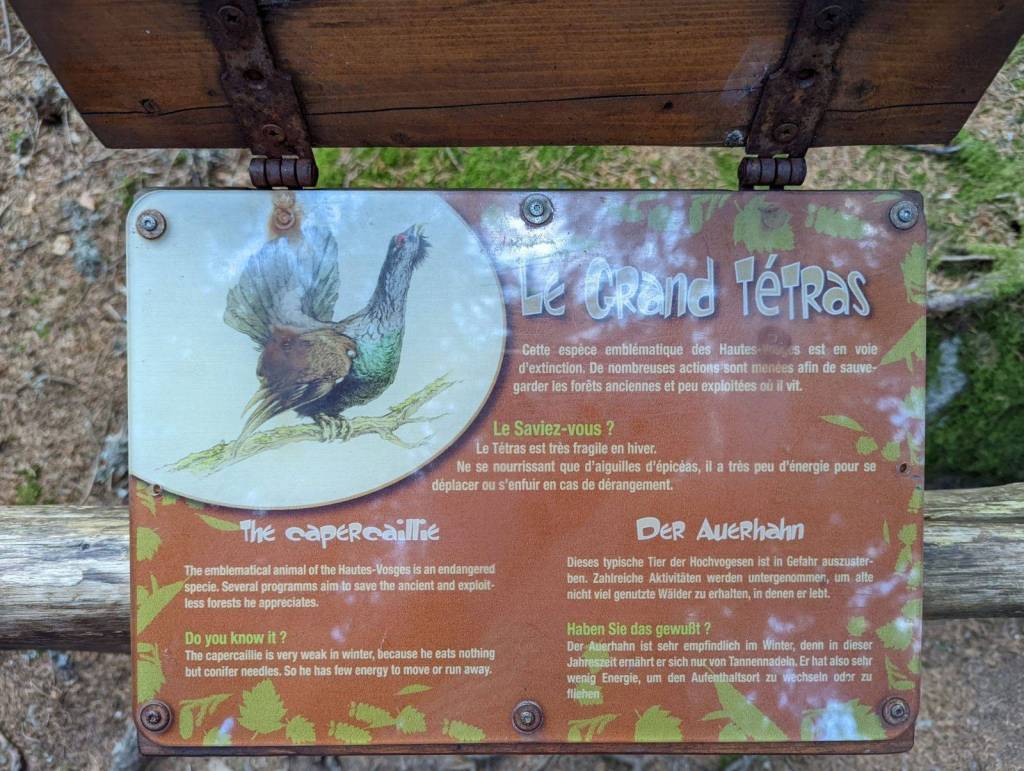 Le Grand Tétras
Cette espèce emblématique des Hautes-Vosges est en voie
d'extinction. De nombreuses actions sont menées afin de sauve-
garder les forêts anciennes et peu exploitées où il vit.
Le Saviez-vous ?
Le Tétras est très fragile en hiver.
Ne se nourrissant que d'aiguilles d'épicéas, il a très peu d'énergie pour se
déplacer ou s'enfuir en cas de dérangement.
The capercaillie
The emblematical animal of the Hautes-Vosges is an endangered
specie. Several programms aim to save the ancient and exploit-
less forests he appreciates.
Do you know it ?
The capercaillie is very weak in winter, because he eats nothing
but conifer needles. So he has few energy to move or run away.
Der Auerhahn
Dieses typische Tier der Hochvogesen ist in Gefahr auszuster-
ben. Zahlreiche Aktivitäten werden unternommen, um alte
nicht viel genutzte Wälder zu erhalten, in denen er lebt.
Haben Sie das gewußt ?
Der Auerhahn ist sehr empfindlich im Winter, denn in dieser
Jahreszeit ernährt er sich nur von Tannennadeln. Er hat also sehr
wenig Energie, um den Aufenthaltsort zu wechseln oder zu
fliehen